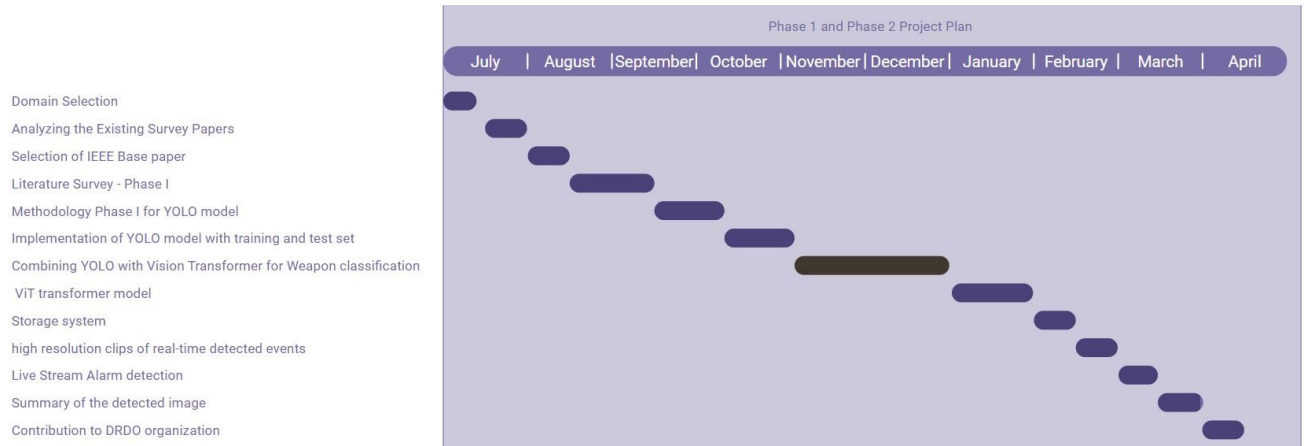 Phase 1 and Phase 2 Project Plan
July | August | September | October | November | December | January | February | March | April
Domain Selection
Analyzing the Existing Survey Papers
Selection of IEEE Base paper
Literature Survey - Phase I
Methodology Phase I for YOLO model
Implementation of YOLO model with training and test set
Combining YOLO with Vision Transformer for Weapon classification
ViT transformer model
Storage system
high resolution clips of real-time detected events
Live Stream Alarm detection
Summary of the detected image
Contribution to DRDO organization